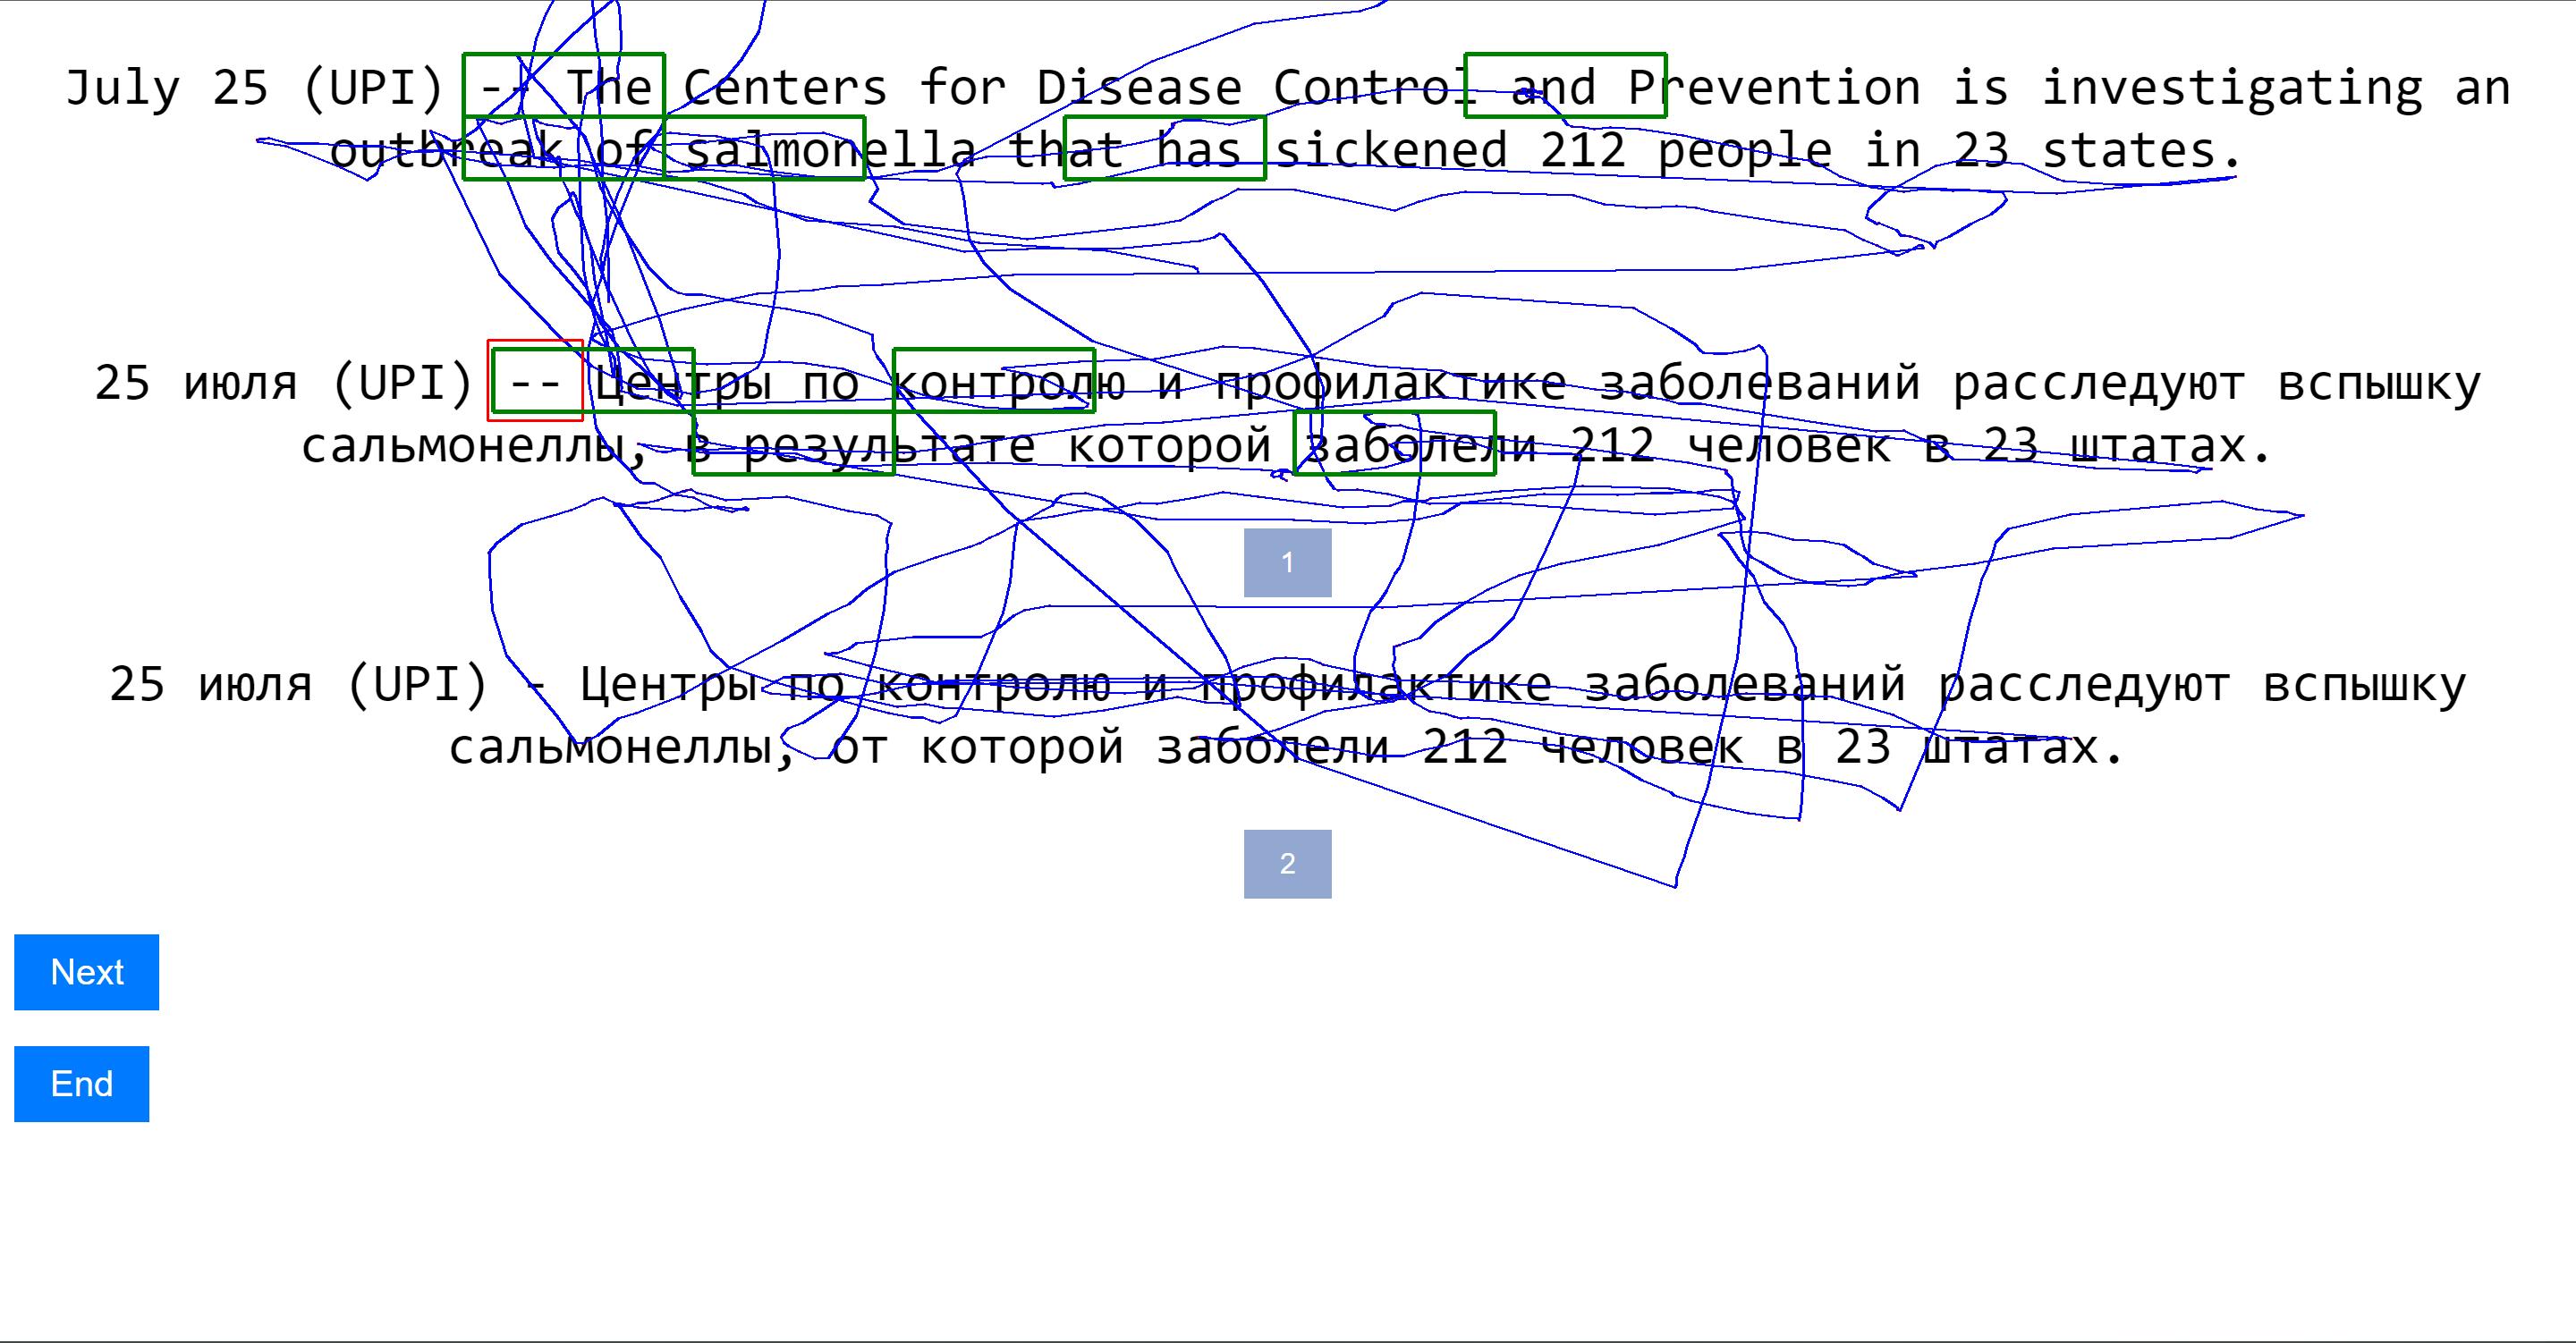 July 25 (UPI) -- The Centers for Disease Control and Prevention is investigating an
outbreak of salmonella that has sickened 212 people in 23 states.
25 июля (UPI) -- Центры по контролю и профилактике заболеваний расследуют вспышку
сальмонеллы, в результате которой заболели 212 человек в 23 штатах.
1
25 июля (UPI) - Центры по контролю и профилактике заболеваний расследуют вспышку
сальмонеллы, от которой заболели 212 человек в 23 штатах.
2
Next
End